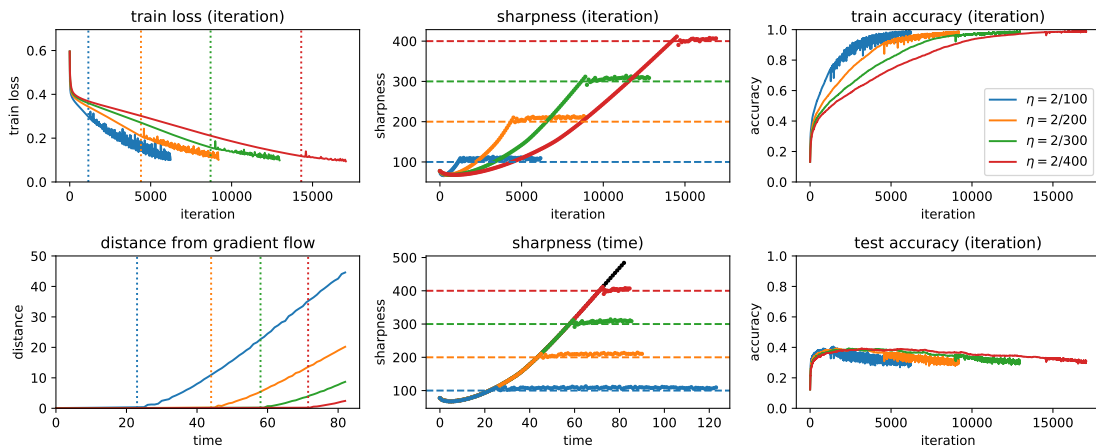 train loss (iteration)
train loss
0.6
0.4
0.2
0.0
0
5000
10000
15000
iteration
sharpness (iteration)
sharpness
400
300
200
100
0
5000
10000
15000
iteration
train accuracy (iteration)
accuracy
1.0
0.8
0.6
0.4
0.2
0.0
η = 2/100
η = 2/200
η = 2/300
η = 2/400
0
5000
10000
15000
iteration
distance from gradient flow
distance
50
40
30
20
10
0
0
20
40
60
80
time
sharpness (time)
sharpness
500
400
300
200
100
0
20
40
60
80
100
120
time
test accuracy (iteration)
accuracy
1.0
0.8
0.6
0.4
0.2
0.0
0
5000
10000
15000
iteration